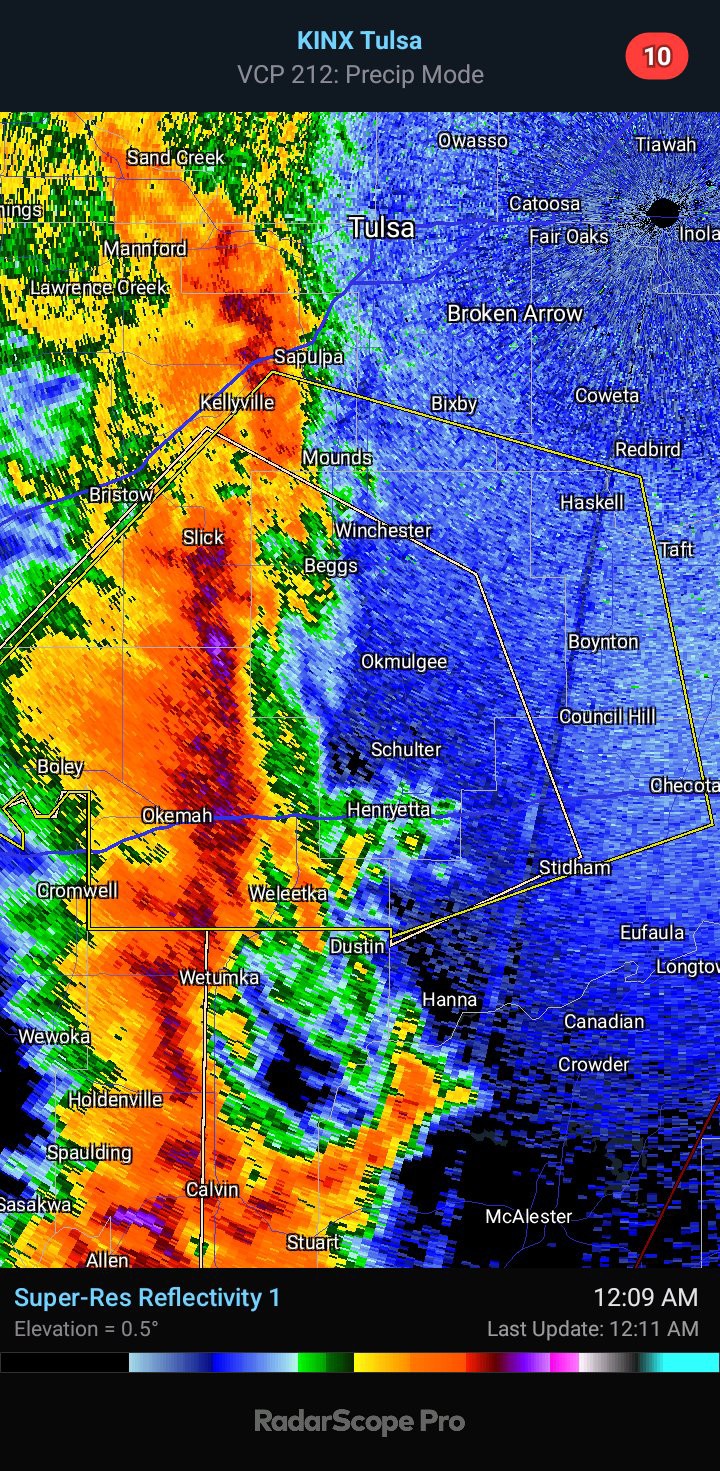 KINX Tulsa
VCP 212: Precip Mode
10
Owasso
Tiawah
Sand Creek
Catoosa
nings
Tulsa
Fair Oaks
Inola
Mannford
Lawrence Creek
Broken Arrow
Sapulpa
Kellyville
Bixby
Coweta
Redbird
Mounds
Bristow
Haskell
Winchester
Slick
Taft
Beggs
Boynton
Okmulgee
Council Hill
Schulter
Boley
Checota
Henryetta
Okemah
Stidham
Cromwell
Weleetka
Eufaula
Dustin
Longtow
Wetumka
Hanna
Canadian
Wewoka
Crowder
Holdenville
Spaulding
Calvin
Sasakwa
McAlester
Stuart
Allen
Super-Res Reflectivity 1
12:09 AM
Elevation = 0.5°
Last Update: 12:11 AM
RadarScope Pro